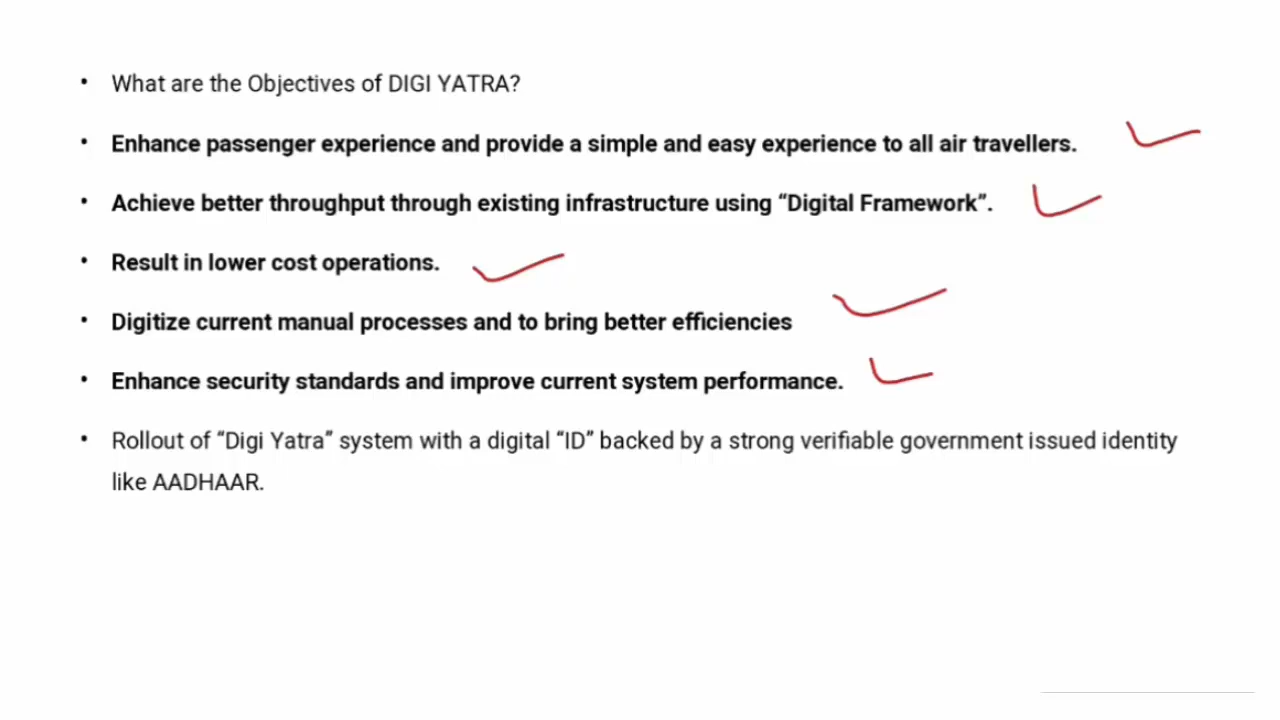 • What are the Objectives of DIGI YATRA?
• Enhance passenger experience and provide a simple and easy experience to all air travellers.
• Achieve better throughput through existing infrastructure using “Digital Framework”.
• Result in lower cost operations.
• Digitize current manual processes and to bring better efficiencies
• Enhance security standards and improve current system performance.
• Rollout of “Digi Yatra” system with a digital “ID” backed by a strong verifiable government issued identity
like AADHAAR.